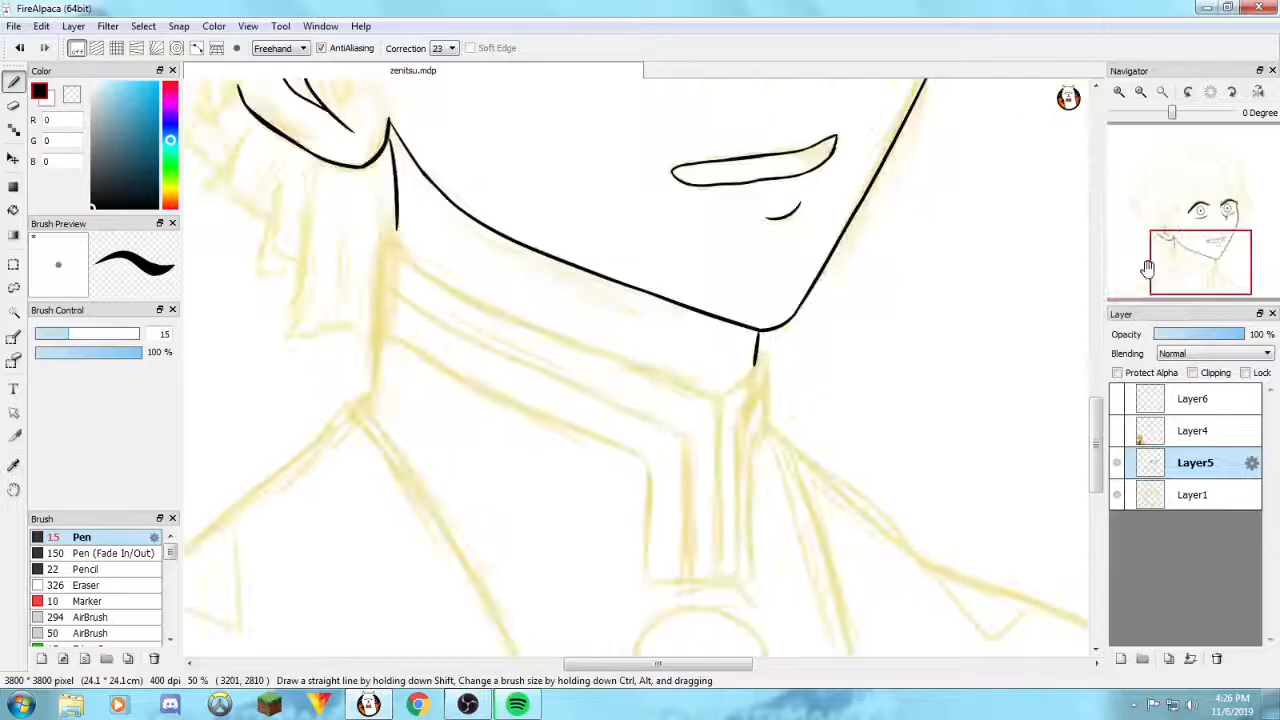 FireAlpaca (64bit)
File Edit Layer Filter Select Snap Color View Tool Window Help
Freehand AntiAliasing Correction 23 Soft Edge
Color
zenitsu.mdp
Navigator
R 0
G 0
B 0
0 Degree
Brush Preview
*
Brush Control
15
100 %
Layer
Opacity 100 %
Blending Normal
Protect Alpha Clipping Lock
Layer6
Layer4
Layer5
Layer1
Brush
15 Pen
150 Pen (Fade In/Out)
22 Pencil
326 Eraser
10 Marker
294 AirBrush
50 AirBrush
3800 * 3800 pixel (24.1 * 24.1cm) 400 dpi 50 % (3201, 2810) Draw a straight line by holding down Shift, Change a brush size by holding down Ctrl, Alt, and dragging
4:26 PM
11/6/2019